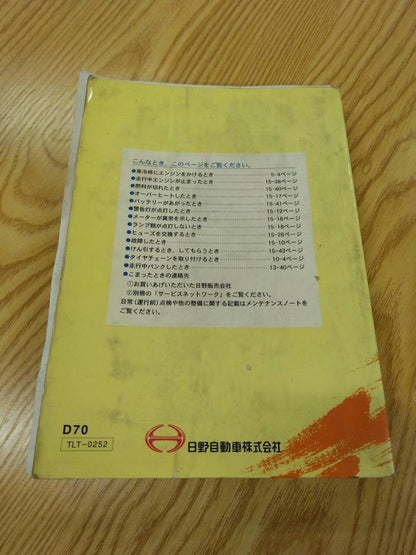 こんなとき、このページをご覧ください。
●寒冷時にエンジンをかけるとき 5-4ページ
●走行中エンジンが止まったとき 15-38ページ
●燃料が切れたとき 15-40ページ
●オーバーヒートしたとき 15-17ページ
●バッテリーがあがったとき 15-41ページ
●警告灯が点灯したとき 15-12ページ
●メーターが異常を示したとき 15-16ページ
●ランプ類が点灯しないとき 15-18ページ
●ヒューズを交換するとき 15-26ページ
●故障したとき 15-10ページ
●けん引するとき、してもらうとき 15-43ページ
●タイヤチェーンを取り付けるとき 10-4ページ
●走行中パンクしたとき 13-40ページ
●こまったときの連絡先
①お買いあげいただいた日野販売会社
②別冊の「サービスネットワーク」をご覧ください。
日常(運行前)点検や他の整備に関する記載はメンテナンスノートを
ご覧ください。
D70
TLT-0252
日野自動車株式会社